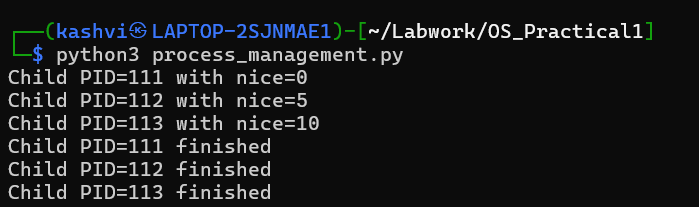 ┌──(kashvi㉿LAPTOP-2SJNMAE1)-[~/Labwork/OS_Practical1]
└─$ python3 process_management.py
Child PID=111 with nice=0
Child PID=112 with nice=5
Child PID=113 with nice=10
Child PID=111 finished
Child PID=112 finished
Child PID=113 finished